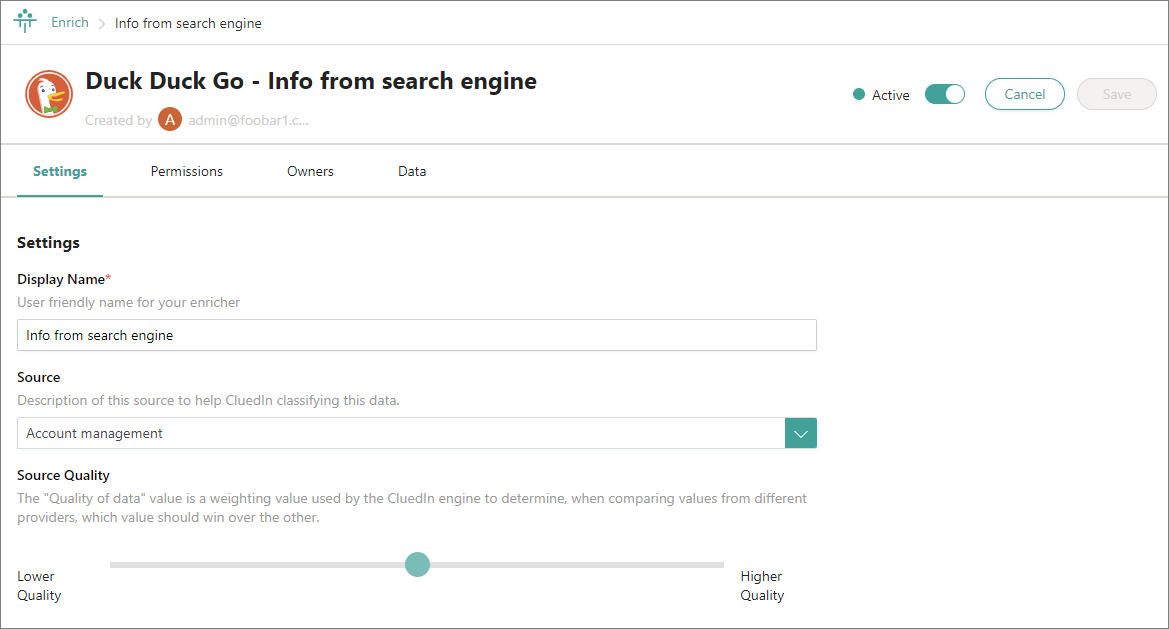 Enrich > Info from search engine
Duck Duck Go - Info from search engine
Created by A admin@foobar1.c...
Active Cancel Save
Settings Permissions Owners Data
Settings
Display Name*
User friendly name for your enricher
Info from search engine
Source
Description of this source to help CluedIn classifying this data.
Account management
Source Quality
The "Quality of data" value is a weighting value used by the CluedIn engine to determine, when comparing values from different
providers, which value should win over the other.
Lower
Quality
Higher
Quality